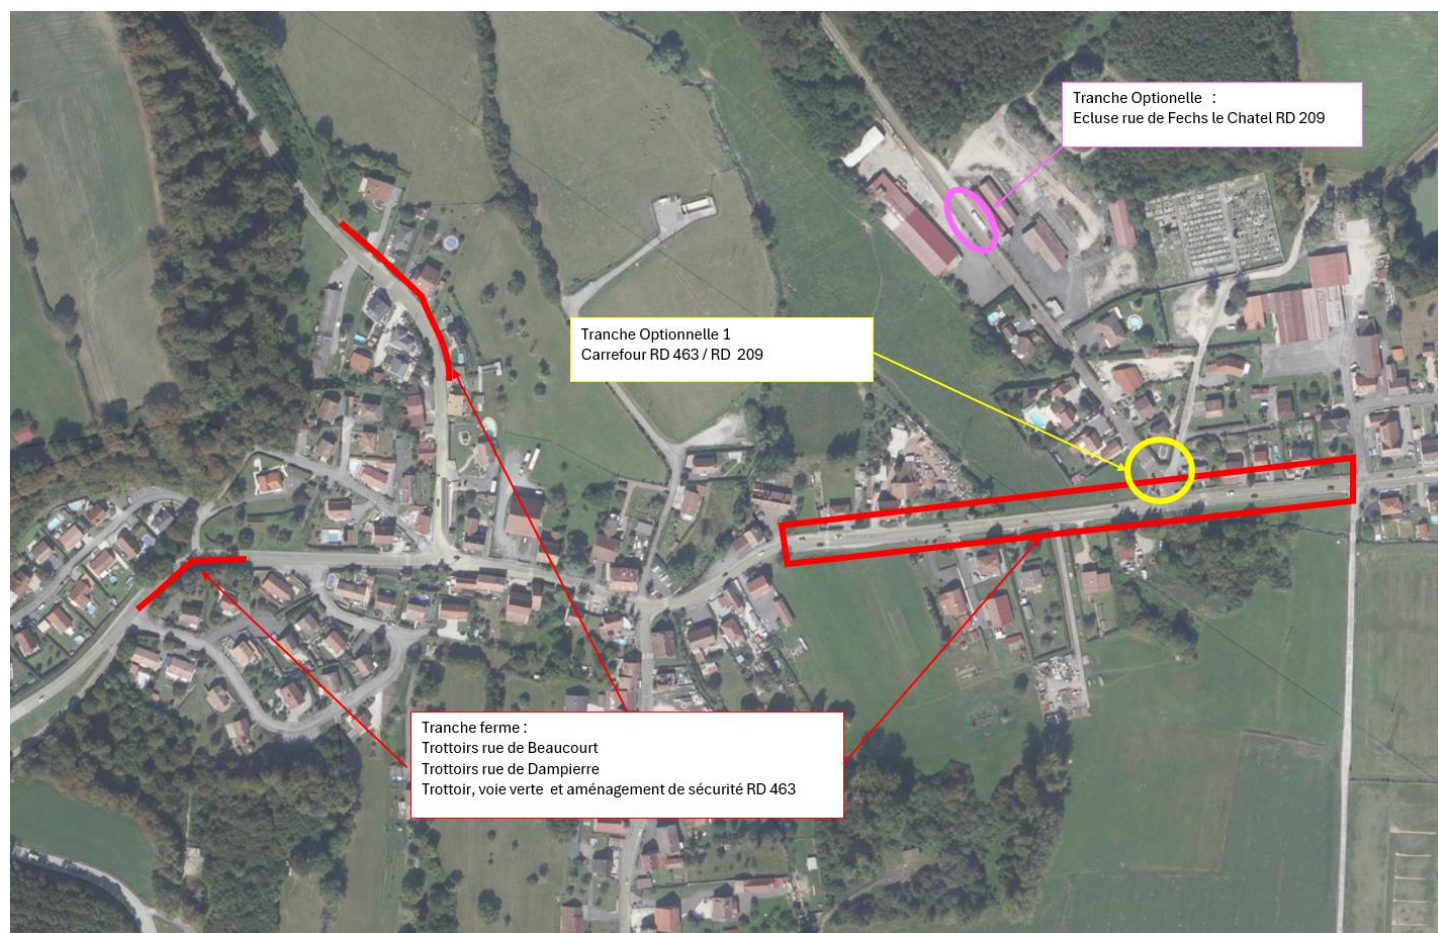 Tranche Optionelle :
Ecluse rue de Fechs le Chatel RD 209
Tranche Optionnelle 1
Carrefour RD 463 / RD 209
Tranche ferme :
Trottoirs rue de Beaucourt
Trottoirs rue de Dampierre
Trottoir, voie verte et aménagement de sécurité RD 463